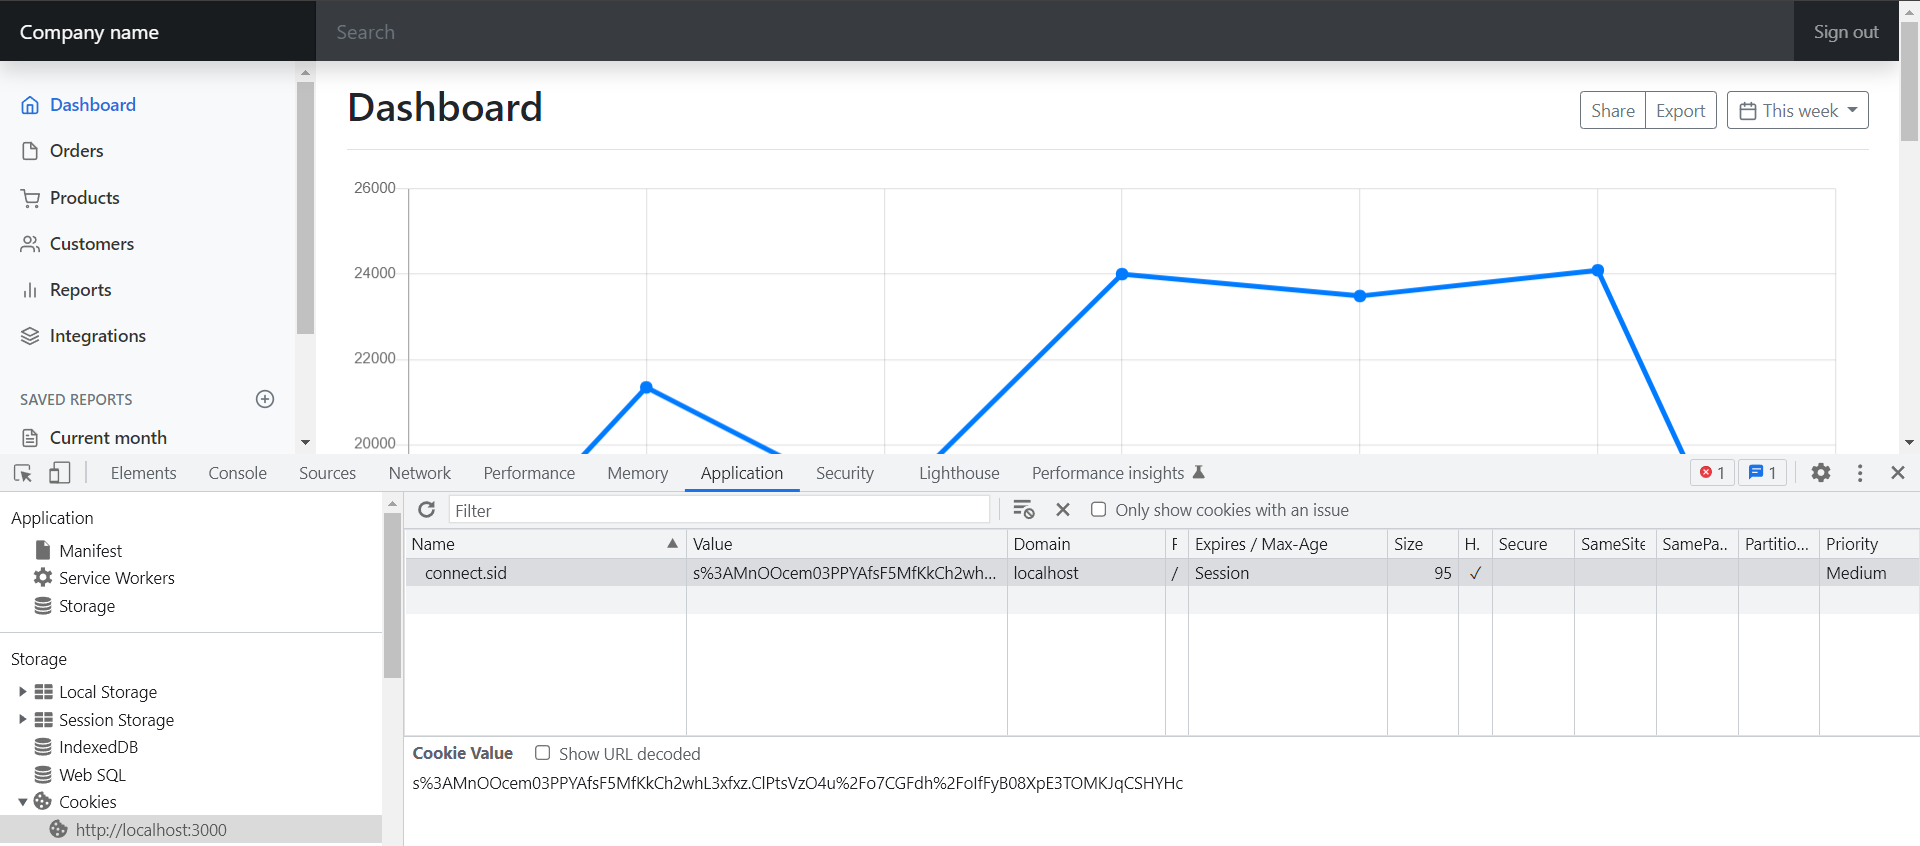 Company name
Search
Sign out
Dashboard
Orders
Products
Customers
Reports
Integrations
SAVED REPORTS
Current month
Dashboard
Share
Export
This week
26000
24000
22000
20000
Elements Console Sources Network Performance Memory Application Security Lighthouse Performance insights 1 1
Application
Manifest
Service Workers
Storage
Storage
Local Storage
Session Storage
IndexedDB
Web SQL
Cookies
http://localhost:3000
Filter
Only show cookies with an issue
Name Value Domain Expires / Max-Age Size H. Secure SameSite SamePa.. Partitio... Priority
connect.sid s%3AMnOOcem03PPYAfsF5MfKkCh2wh... localhost / Session 95 ✓ Medium
Cookie Value Show URL decoded
s%3AMnOOcem03PPYAfsF5MfKkCh2whL3xfxz.ClPtsVzO4u%2Fo7CGFdh%2FoIfFyB08XpE3TOMKJqCSHYHc